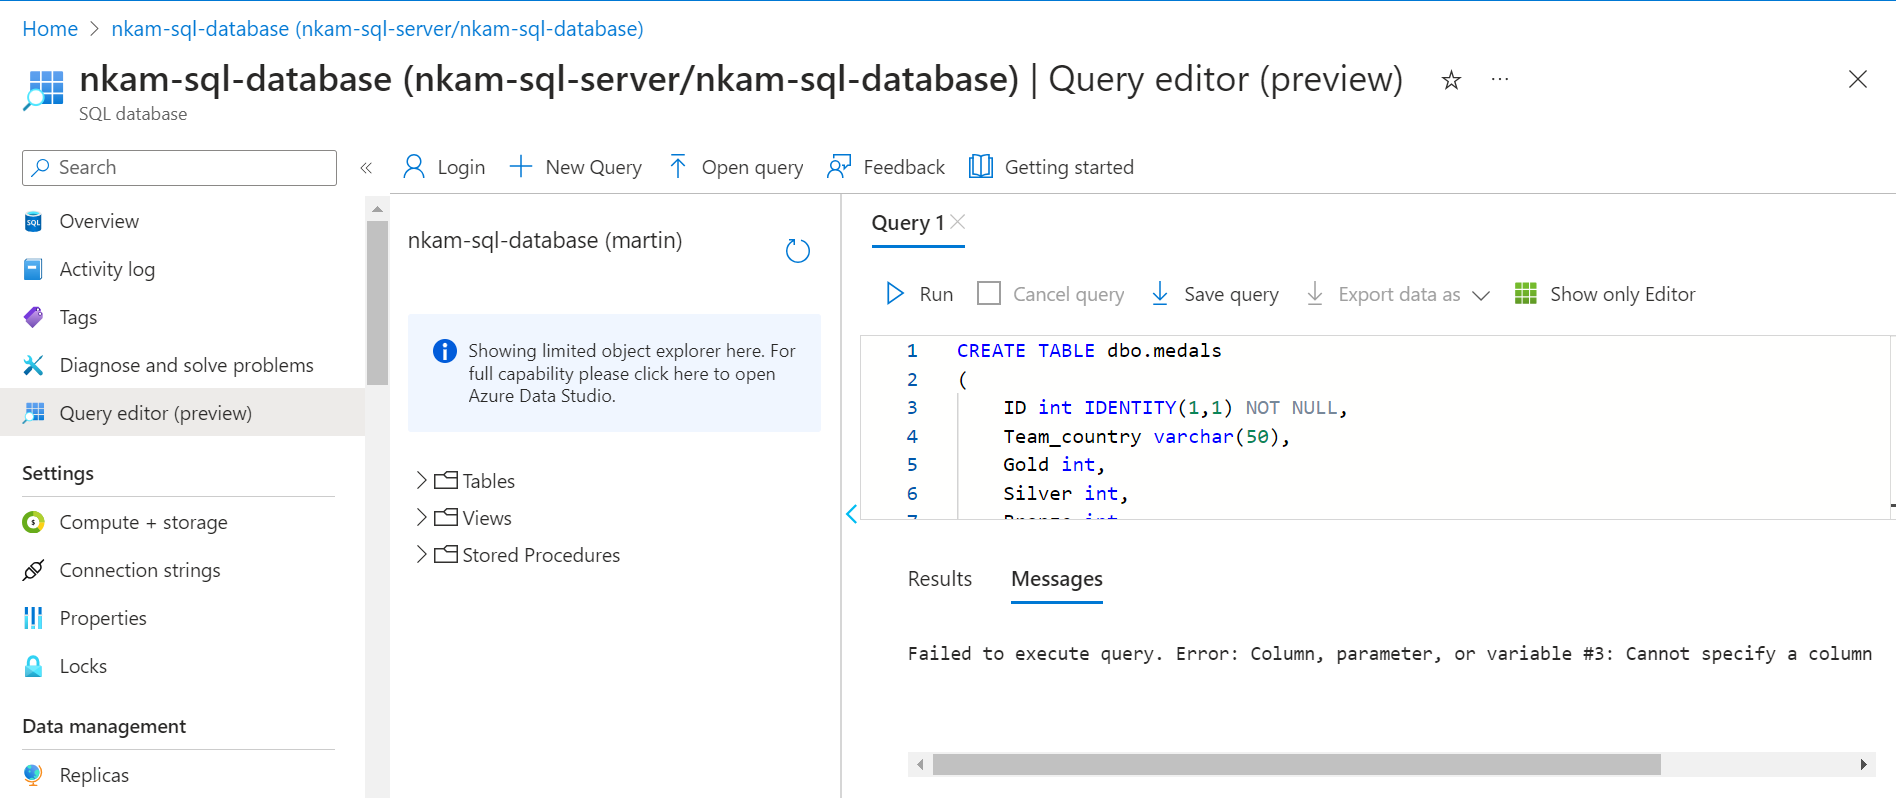 Home > nkam-sql-database (nkam-sql-server/nkam-sql-database)
nkam-sql-database (nkam-sql-server/nkam-sql-database) | Query editor (preview)
SQL database
Search
Overview
Activity log
Tags
Diagnose and solve problems
Query editor (preview)
Settings
Compute + storage
Connection strings
Properties
Locks
Data management
Replicas
Login
New Query
Open query
Feedback
Getting started
nkam-sql-database (martin)
Showing limited object explorer here. For
full capability please click here to open
Azure Data Studio.
Tables
Views
Stored Procedures
Query 1
Run
Cancel query
Save query
Export data as
Show only Editor
1 CREATE TABLE dbo.medals
2 (
3 ID int IDENTITY(1,1) NOT NULL,
4 Team_country varchar(50),
5 Gold int,
6 Silver int,
Results
Messages
Failed to execute query. Error: Column, parameter, or variable #3: Cannot specify a column